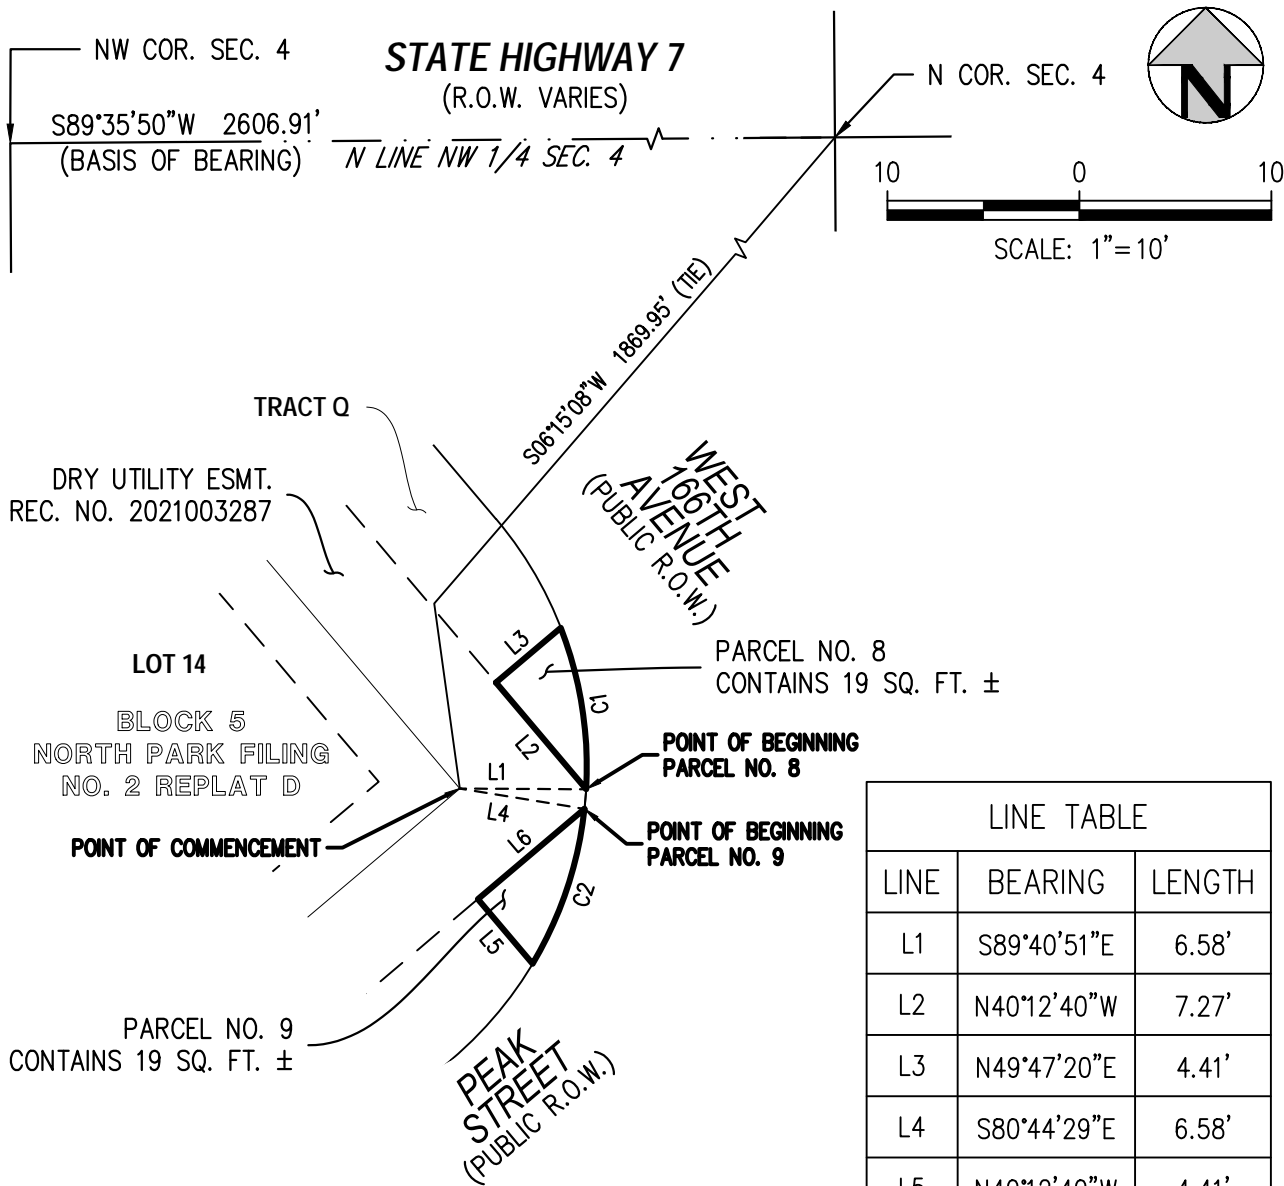 NW COR. SEC. 4
STATE HIGHWAY 7
(R.O.W. VARIES)
N COR. SEC. 4
N
S89°35'50"W 2606.91'
(BASIS OF BEARING)
N LINE NW 1/4 SEC. 4
10 0 10
SCALE: 1"=10'
S06°15'08"W 1869.95' (TIE)
TRACT Q
DRY UTILITY ESMT.
REC. NO. 2021003287
WEST
166TH
AVENUE
(PUBLIC R.O.W.)
LOT 14
BLOCK 5
NORTH PARK FILING
NO. 2 REPLAT D
L3
C1
L2
PARCEL NO. 8
CONTAINS 19 SQ. FT. ±
POINT OF BEGINNING
PARCEL NO. 8
L1
L4
POINT OF COMMENCEMENT
POINT OF BEGINNING
PARCEL NO. 9
L6
C2
L5
PARCEL NO. 9
CONTAINS 19 SQ. FT. ±
PEAK
STREET
(PUBLIC R.O.W.)
LINE TABLE
LINE BEARING LENGTH
L1 S89°40'51"E 6.58'
L2 N40°12'40"W 7.27'
L3 N49°47'20"E 4.41'
L4 S80°44'29"E 6.58'
L5 N40°12'40"W 4.41'